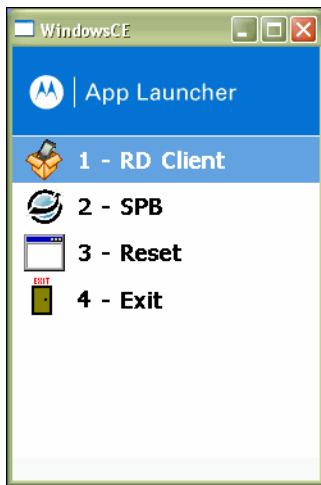 WindowsCE
App Launcher
1 - RD Client
2 - SPB
3 - Reset
EXIT
4 - Exit